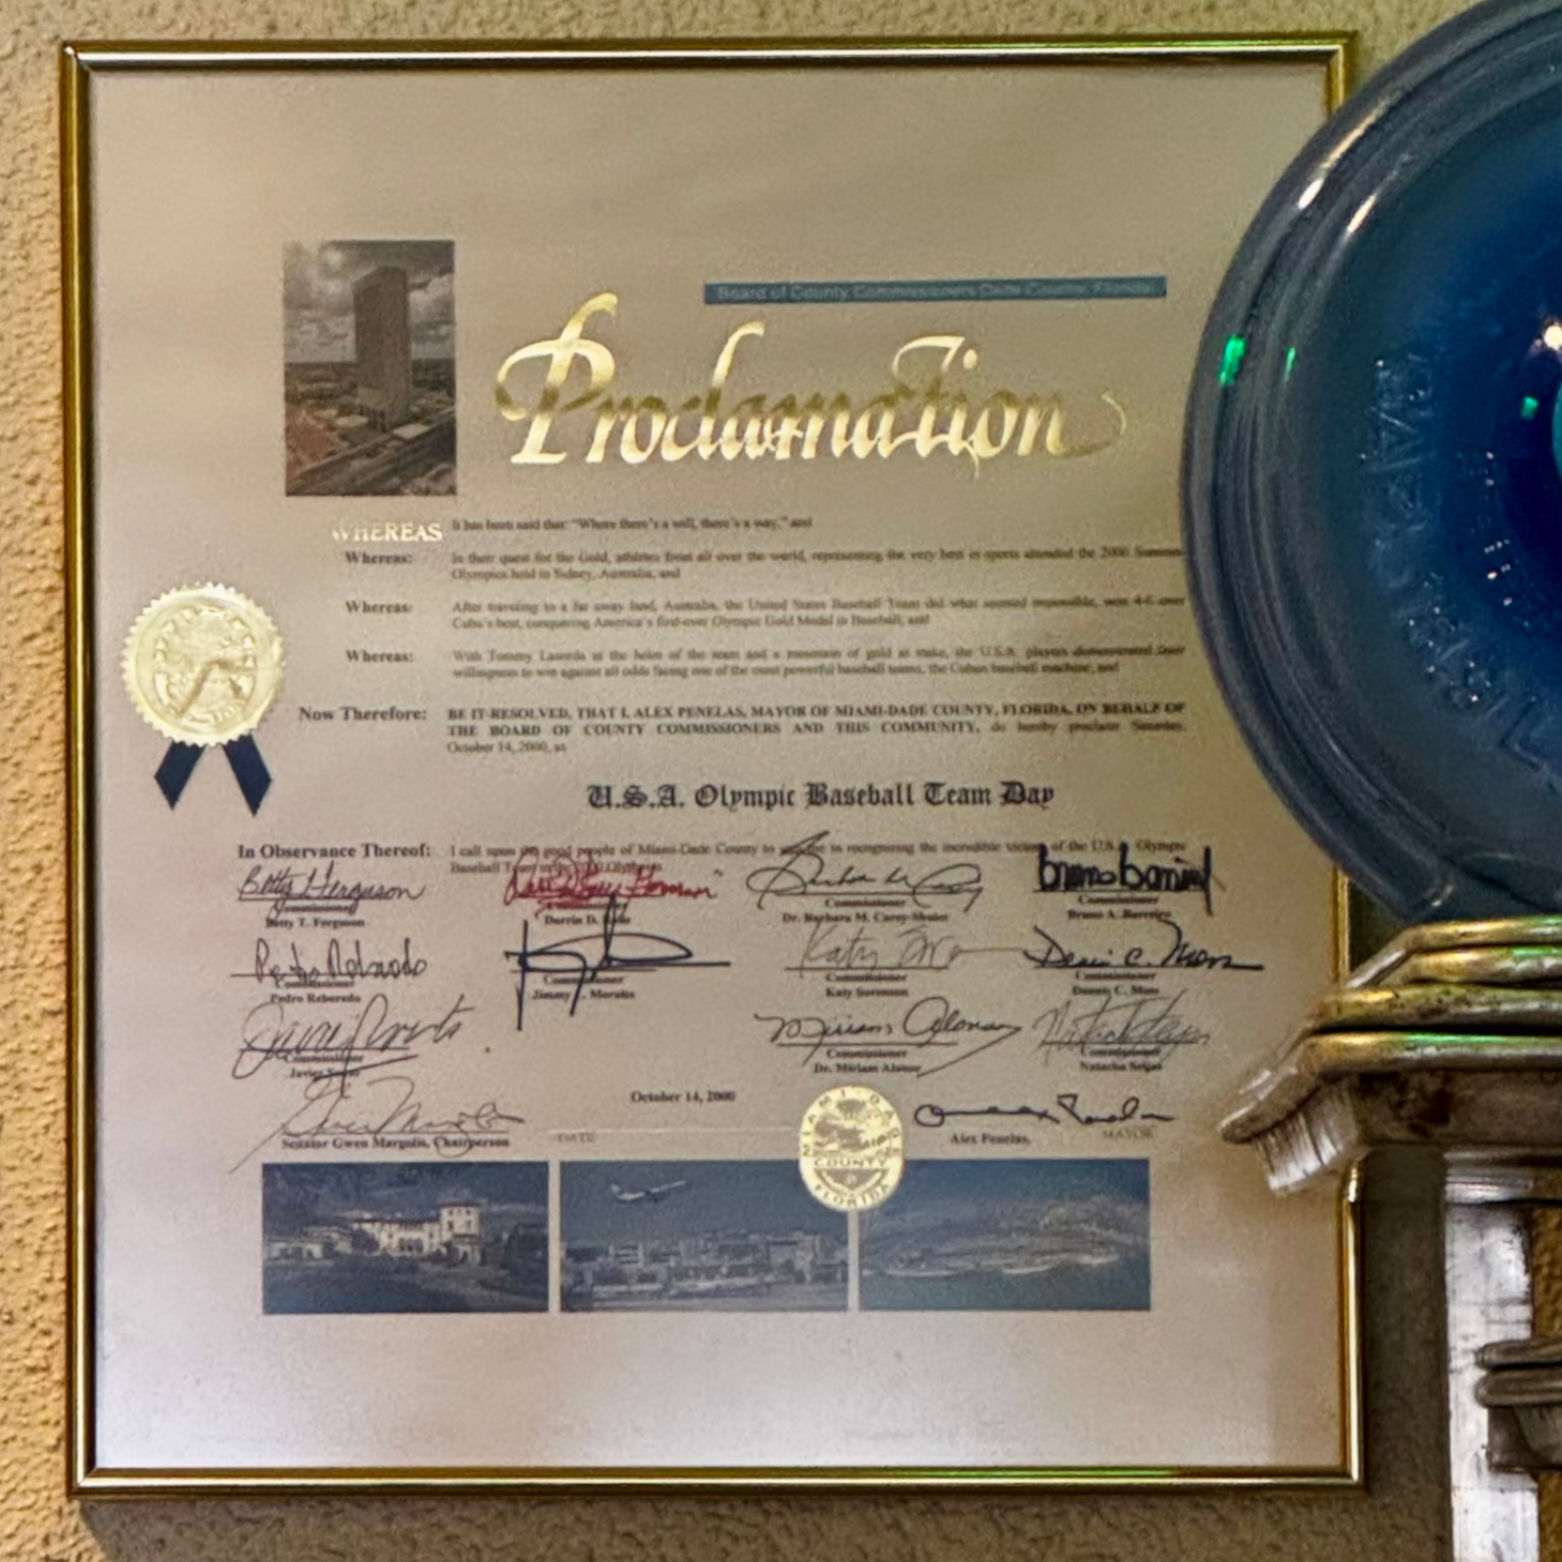 Board of County Commissioners Dade County, Florida
Proclamation
WHEREAS It has been said that "Where there's a will, there's a way," and
Whereas: In their quest for the Gold, athletes from all over the world, representing the very best in sports attended the 2000 Summer
Olympics held in Sidney, Australia, and
Whereas: After traveling to a far away land, Australia, the United States Baseball Team did what seemed impossible, won 4-0 over
Cuba's best, conquering America's first-ever Olympic Gold Medal in Baseball, and
Whereas: With Tommy Lasorda at the helm of the team and a mountain of gold at stake, the U.S.A. players demonstrated their
willingness to win against all odds facing one of the most powerful baseball teams, the Cuban baseball machine, and
Now Therefore: BE IT RESOLVED, THAT I, ALEX PENELAS, MAYOR OF MIAMI-DADE COUNTY, FLORIDA, ON BEHALF OF
THE BOARD OF COUNTY COMMISSIONERS AND THIS COMMUNITY, do hereby proclaim Saturday,
October 14, 2000, as
U.S.A. Olympic Baseball Team Day
In Observance Thereof: I call upon the good people of Miami-Dade County to in recognizing the incredible victory of the U.S.A. Olympic
Baseball Team
Betty Ferguson
Commissioner Commissioner Commissioner
Betty T. Ferguson Darrin D. Dr. Barbara M. Carey-Shuler Bruno A. Barreiro
Katy
Commissioner Commissioner Commissioner Commissioner
Pedro Reboredo Jimmy L. Morales Katy Sorenson Dennis C. Moss
Miriam Alonso
Commissioner Commissioner Commissioner
Javier Souto Dr. Miriam Alonso Natacha Seijas
October 14, 2000
Senator Gwen Margolis, Chairperson DATE Alex Penelas, MAYOR
MIAMI-DADE
COUNTY
FLORIDA